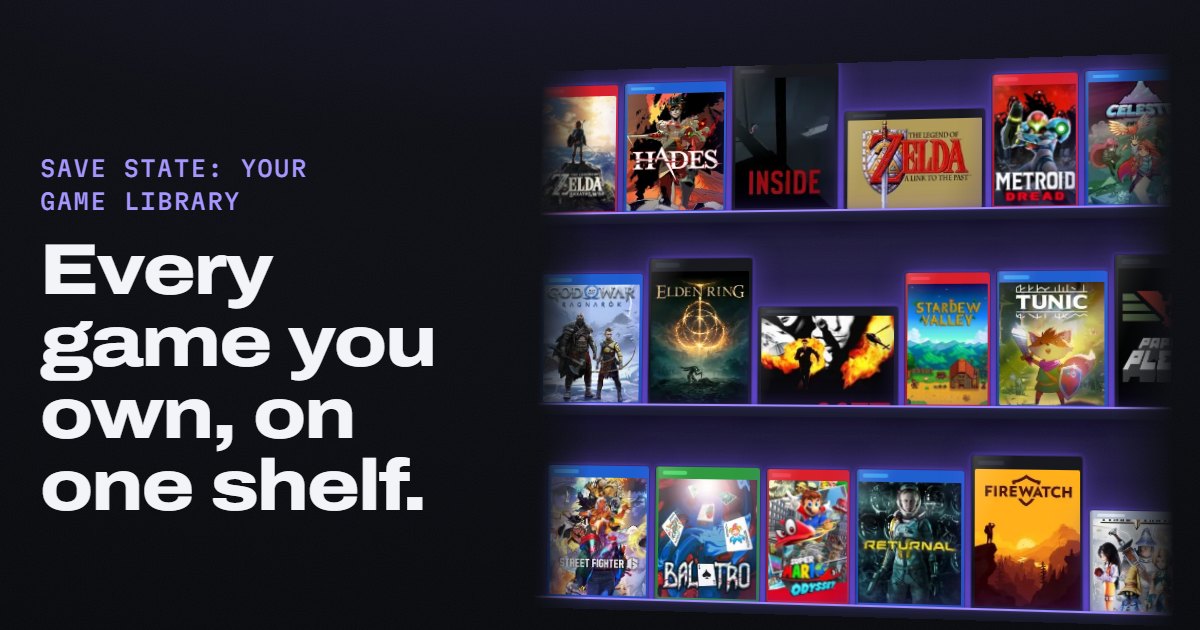 SAVE STATE: YOUR
GAME LIBRARY
Every
game you
own, on
one shelf.
ZELDA
HADES
INSIDE
THE LEGEND OF
ZELDA
A LINK TO THE PAST
METROID
DREAD
CELESTE
GOD OF WAR
RAGNARÖK
ELDEN RING
STARDEW
VALLEY
TUNIC
STREET FIGHTER 6
BALATRO
SUPER
MARIO
ODYSSEY
RETURNAL
FIREWATCH